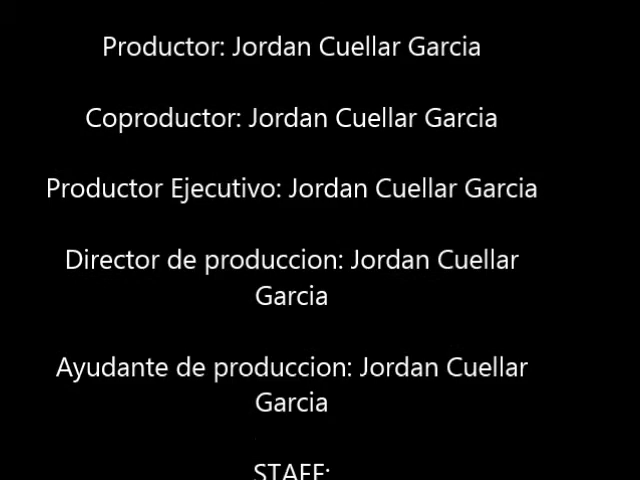 Productor: Jordan Cuellar Garcia
Coproductor: Jordan Cuellar Garcia
Productor Ejecutivo: Jordan Cuellar Garcia
Director de produccion: Jordan Cuellar
Garcia
Ayudante de produccion: Jordan Cuellar
Garcia
STAFF: